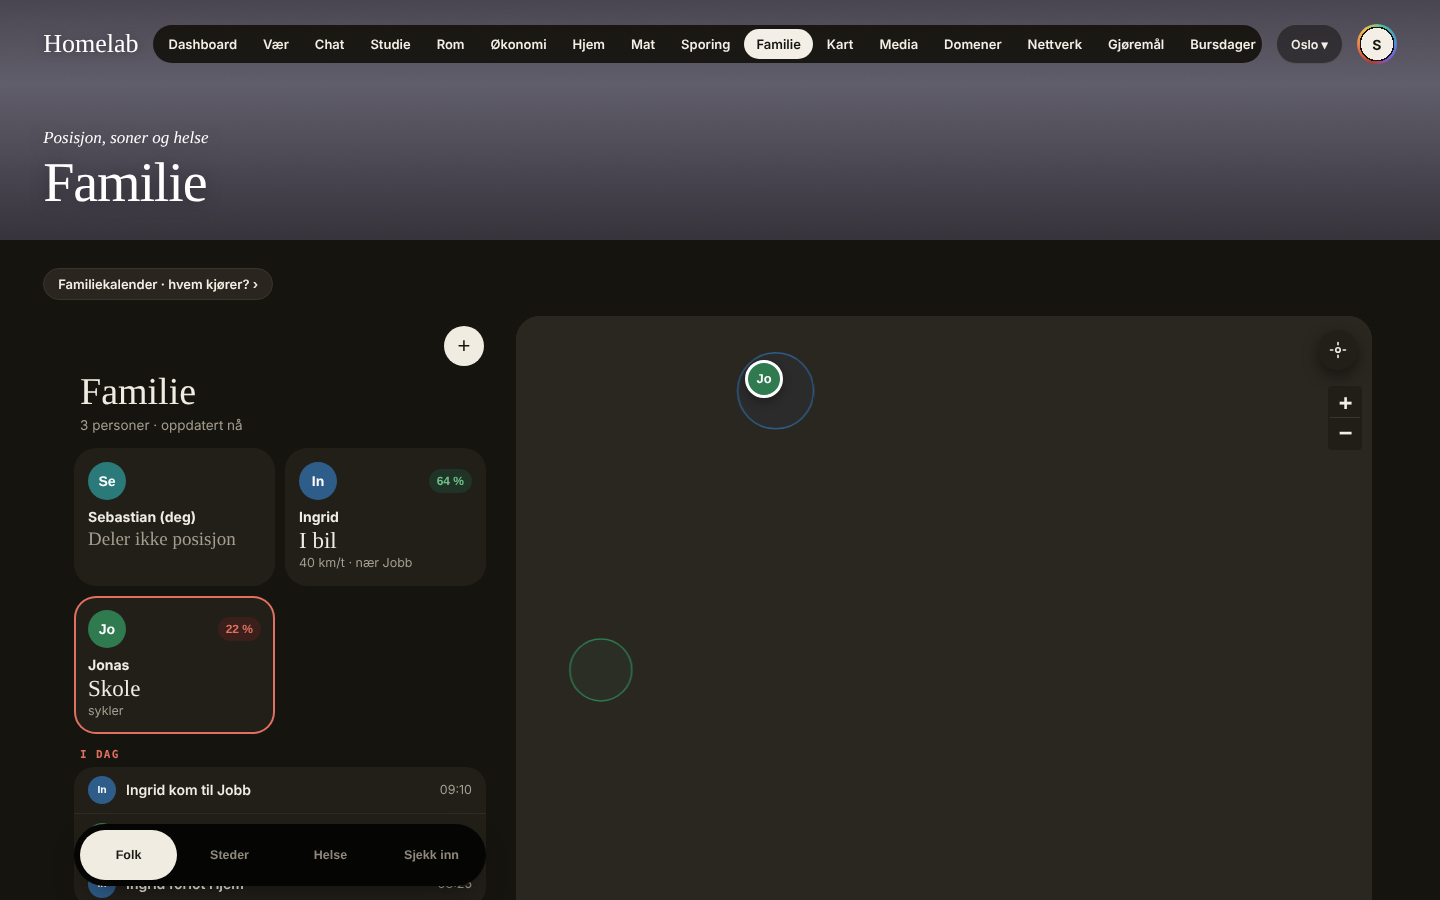 Homelab
Dashboard Vær Chat Studie Rom Økonomi Hjem Mat Sporing Familie Kart Media Domener Nettverk Gjøremål Bursdager
Oslo ▾
S
Posisjon, soner og helse
Familie
Familiekalender · hvem kjører? ›
+
Familie
3 personer · oppdatert nå
Se
Sebastian (deg)
Deler ikke posisjon
In
64 %
Ingrid
I bil
40 km/t · nær Jobb
Jo
22 %
Jonas
Skole
sykler
I DAG
In Ingrid kom til Jobb 09:10
Folk Steder Helse Sjekk inn
Jo
+
−